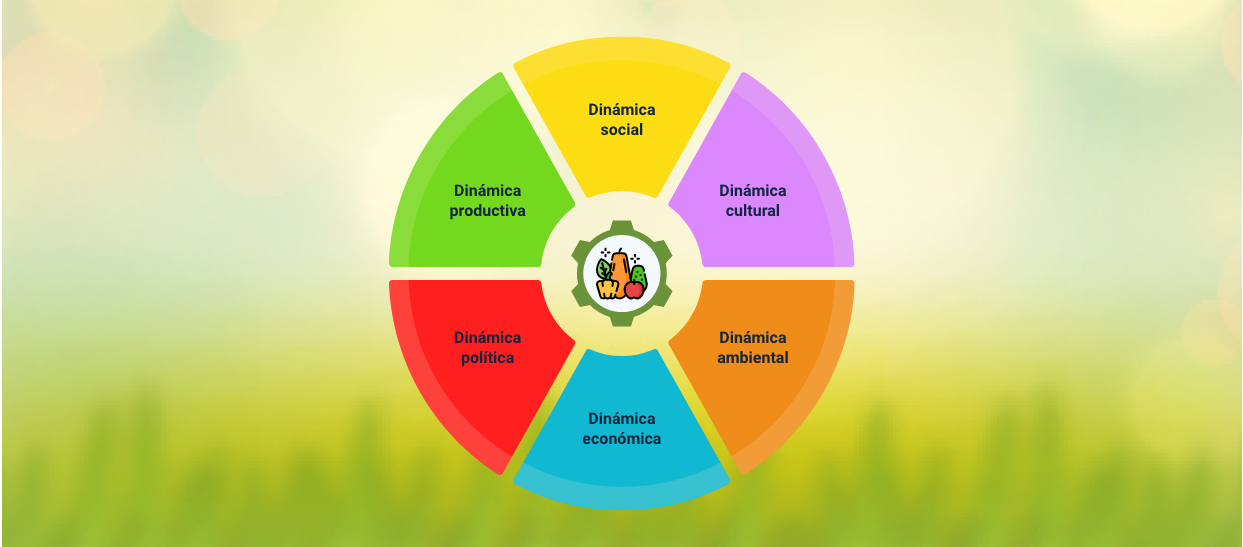 Dinámica
social
Dinámica
cultural
Dinámica
ambiental
Dinámica
económica
Dinámica
política
Dinámica
productiva